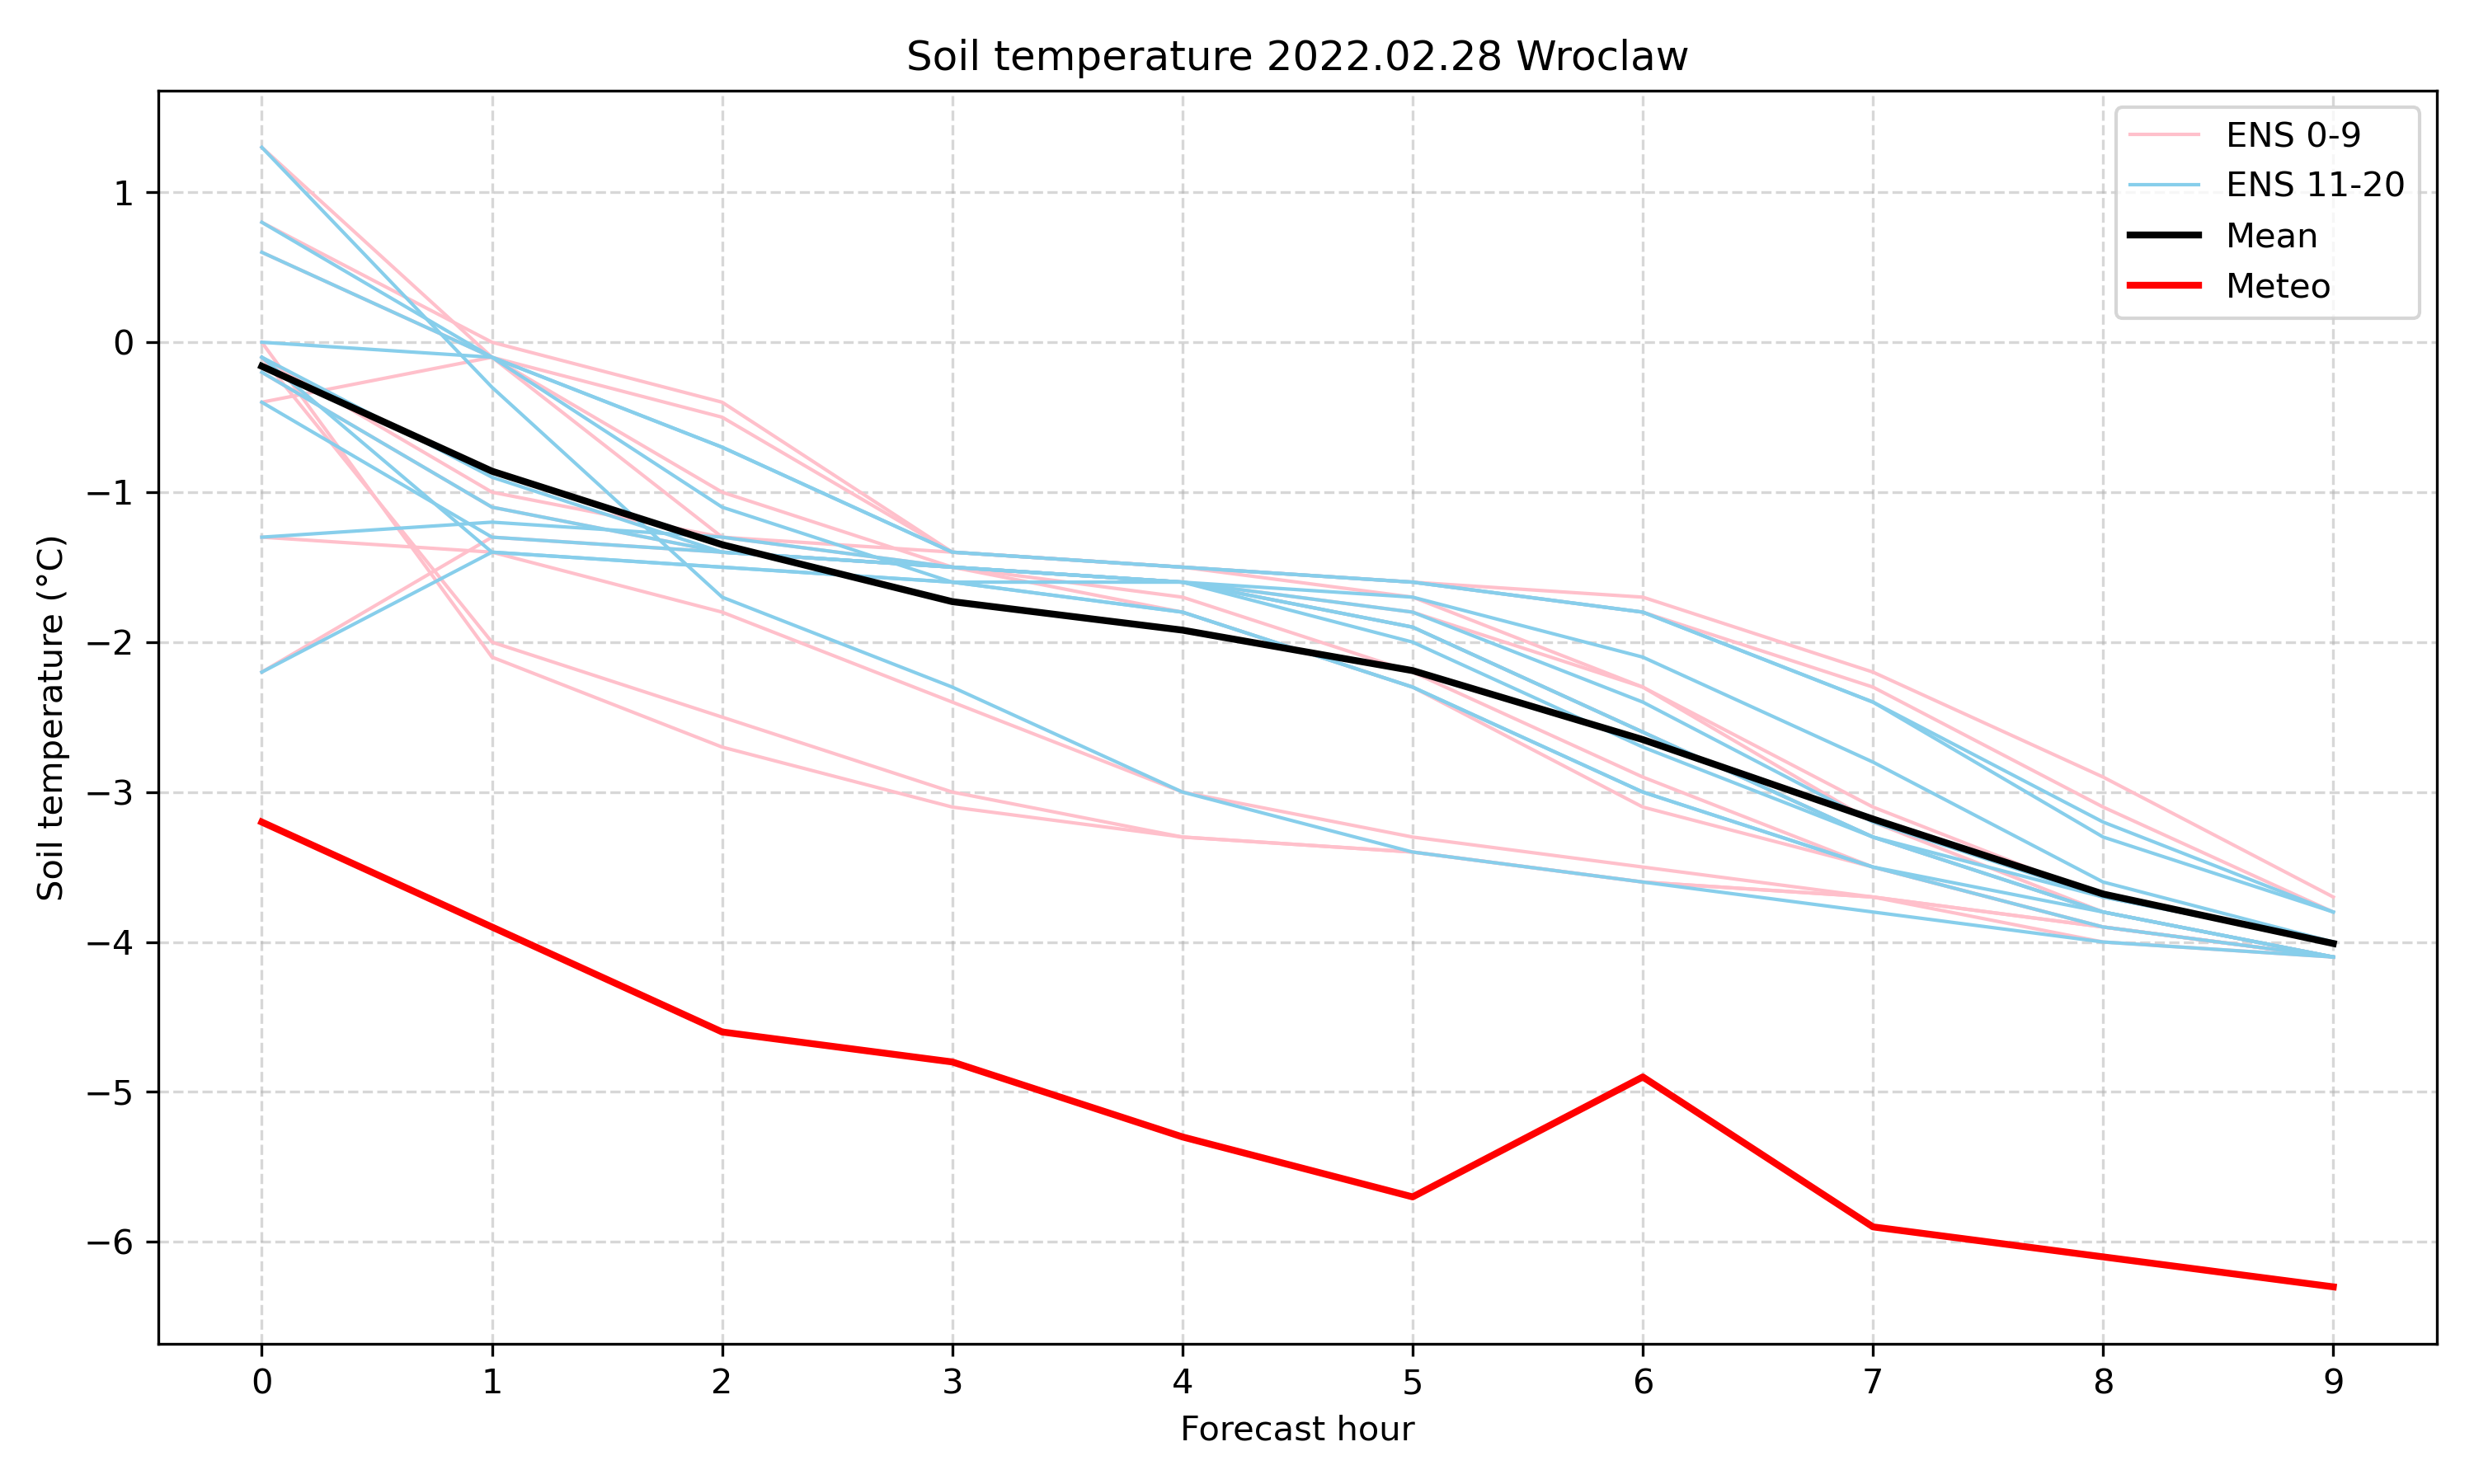 Soil temperature 2022.02.28 Wroclaw
ENS 0-9
ENS 11-20
Mean
Meteo
Soil temperature (°C)
1
0
−1
−2
−3
−4
−5
−6
0 1 2 3 4 5 6 7 8 9
Forecast hour